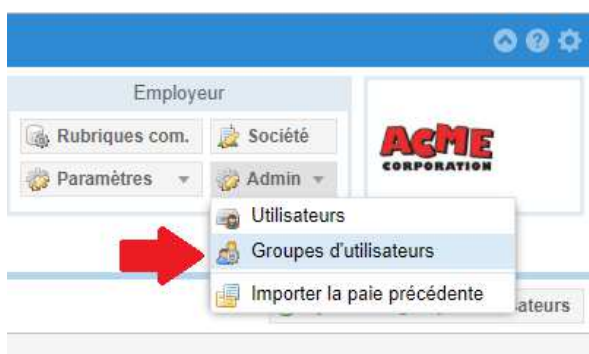 Employeur
Rubriques com.
Société
ACME
CORPORATION
Paramètres
Admin
Utilisateurs
Groupes d'utilisateurs
Importer la paie précédente